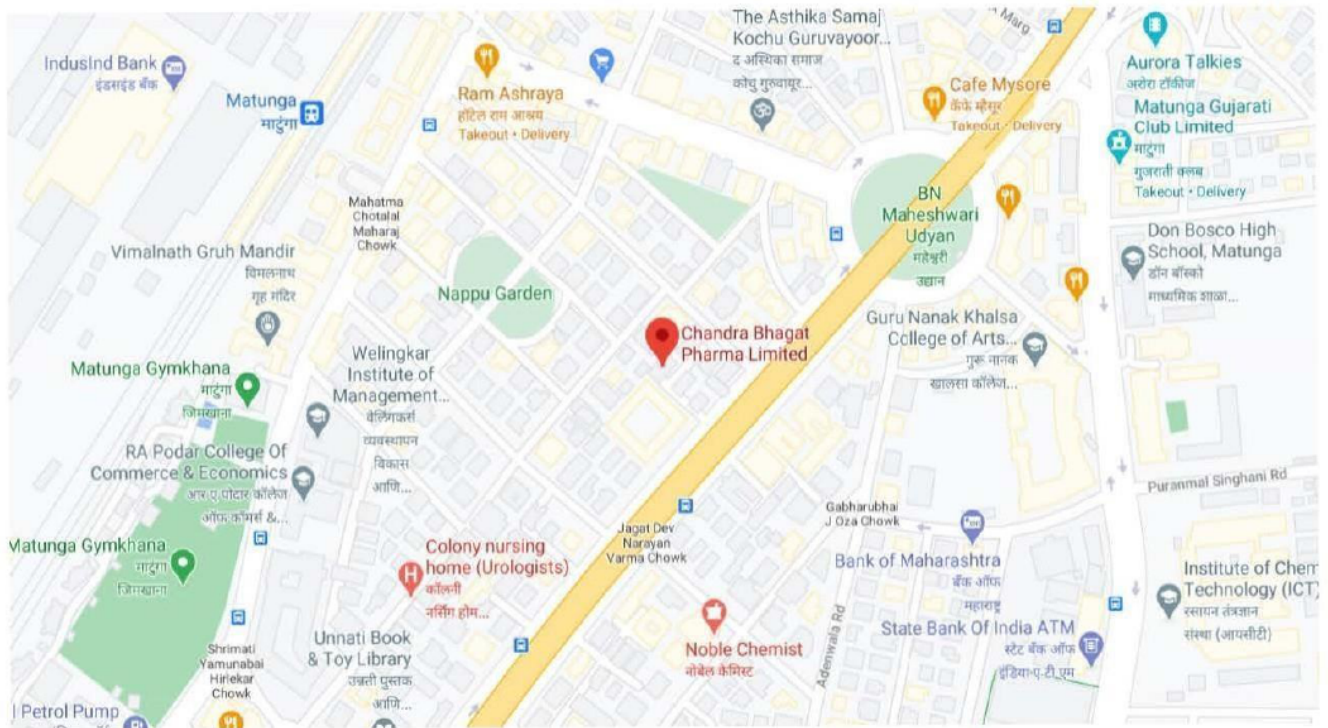 IndusInd Bank
इंडसइंड बैंक
Matunga
माटुंगा
Ram Ashraya
हॉटेल राम आश्रय
Takeout • Delivery
The Asthika Samaj
Kochu Guruvayoor...
द अस्थिका समाज
कोचु गुरुवायूर...
Marg
Cafe Mysore
कॅफे म्हैसूर
Takeout • Delivery
Aurora Talkies
अरोरा टॉकीज
Matunga Gujarati
Club Limited
माटुंगा
गुजराती क्लब
Takeout • Delivery
Mahatma
Chotalal
Maharaj
Chowk
BN
Maheshwari
Udyan
महेश्वरी
उद्यान
Don Bosco High
School, Matunga
डॉन बॉस्को
माध्यमिक शाळा...
Vimalnath Gruh Mandir
विमलनाथ
गृह मंदिर
Nappu Garden
Chandra Bhagat
Pharma Limited
Guru Nanak Khalsa
College of Arts...
गुरू नानक
खालसा कॉलेज...
Matunga Gymkhana
माटुंगा
जिमखाना
Welingkar
Institute of
Management...
वेलिंगकर्स
व्यवस्थापन
विकास
आणि...
RA Podar College Of
Commerce & Economics
आर.ए.पोदार कॉलेज
ऑफ कॉमर्स &...
Puranmal Singhani Rd
Gabharubhai
J Oza Chowk
Jagat Dev
Narayan
Varma Chowk
Matunga Gymkhana
माटुंगा
जिमखाना
Colony nursing
home (Urologists)
कॉलनी
नर्सिंग होम...
Bank of Maharashtra
बैंक ऑफ
महाराष्ट्र
Institute of Chem
Technology (ICT)
रसायन तंत्रज्ञान
संस्था (आयसीटी)
Adenwala Rd
State Bank Of India ATM
स्टेट बँक ऑफ
इंडिया-ए.टी.एम
Noble Chemist
नोबेल केमिस्ट
Unnati Book
& Toy Library
उन्नती पुस्तक
आणि...
Shrimati
Yamunabai
Hirlekar
Chowk
l Petrol Pump